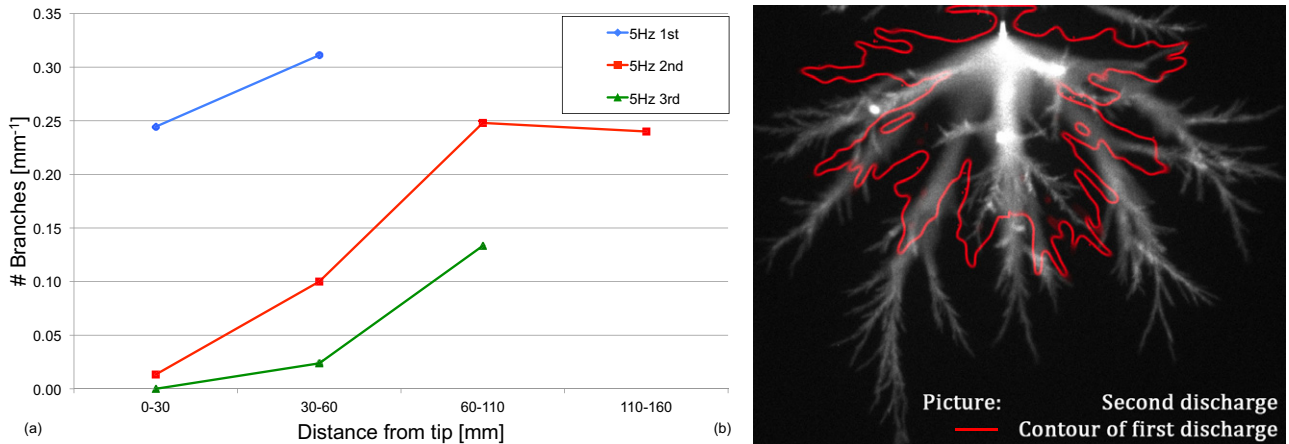 0.35
0.30
0.25
0.20
0.15
0.10
0.05
0.00
# Branches [mm⁻¹]
5Hz 1st
5Hz 2nd
5Hz 3rd
0-30 30-60 60-110 110-160
Distance from tip [mm]
(a)
(b)
Picture: Second discharge
Contour of first discharge